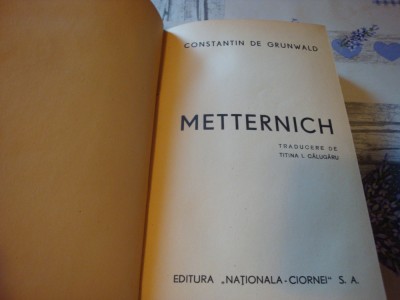 CONSTANTIN DE GRUNWALD
METTERNICH
TRADUCERE DE
TITINA I. CĂLUGĂRU
EDITURA „NAȚIONALA-CIORNEI” S. A.